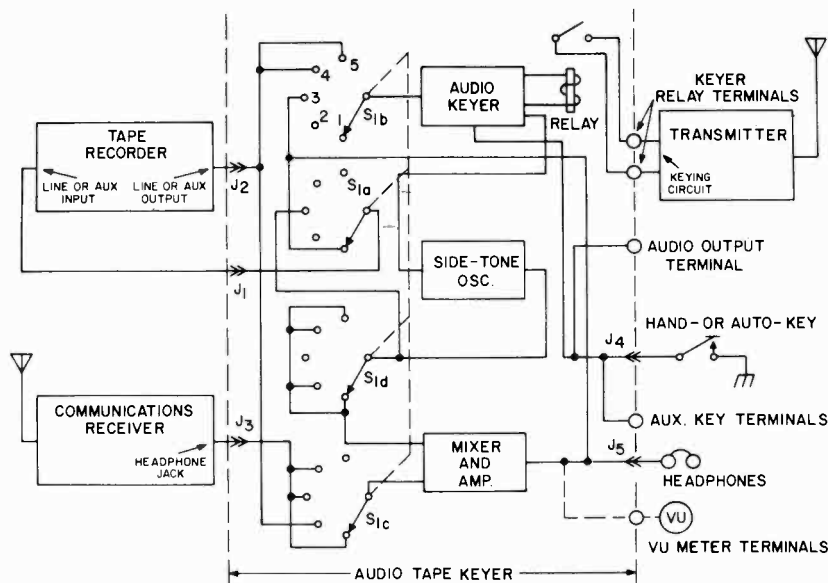 5
4
3
2
1
S1b
AUDIO
KEYER
RELAY
KEYER
RELAY TERMINALS
TRANSMITTER
KEYING
CIRCUIT
TAPE
RECORDER
LINE OR AUX
INPUT
LINE OR AUX
OUTPUT
J2
S1a
J1
SIDE-TONE
OSC.
AUDIO OUTPUT
TERMINAL
J4
HAND-OR AUTO-KEY
S1d
AUX. KEY TERMINALS
COMMUNICATIONS
RECEIVER
HEADPHONE
JACK
J3
MIXER
AND
AMP.
J5
HEADPHONES
S1c
VU
VU METER TERMINALS
AUDIO TAPE KEYER